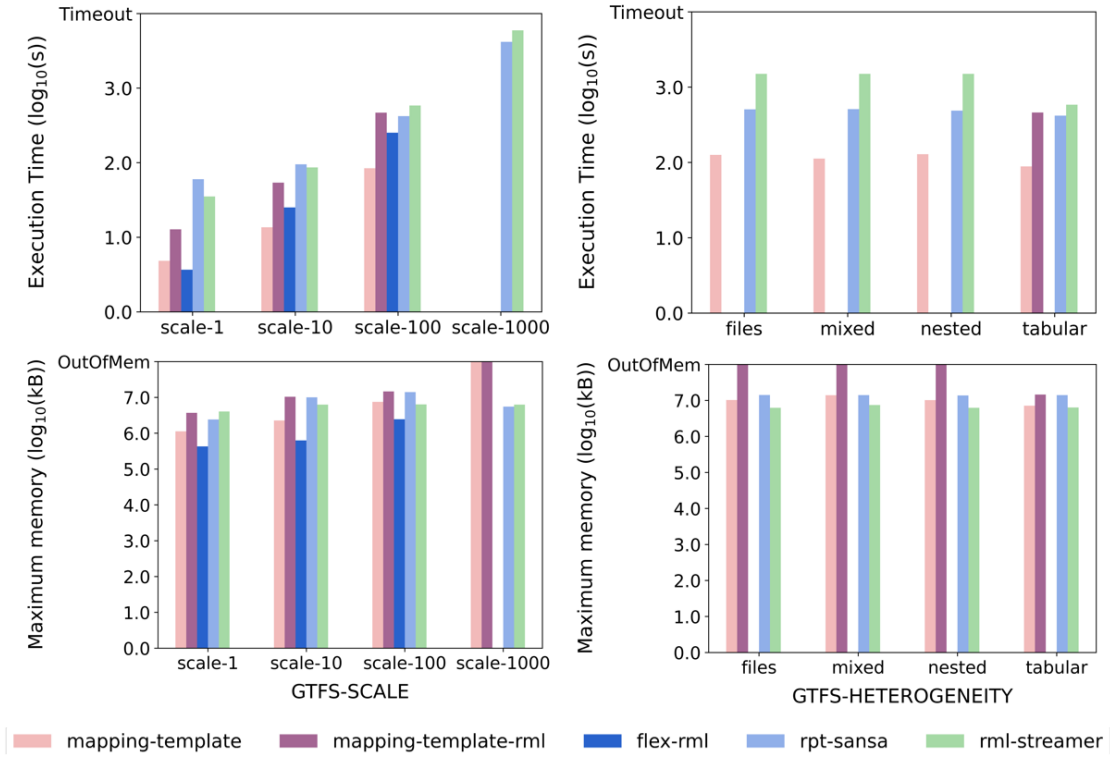 Timeout
3.0
2.0
1.0
0.0
Execution Time (log₁₀(s))
scale-1 scale-10 scale-100 scale-1000
Timeout
3.0
2.0
1.0
0.0
Execution Time (log₁₀(s))
files mixed nested tabular
OutOfMem
7.0
6.0
5.0
4.0
3.0
2.0
1.0
0.0
Maximum memory (log₁₀(kB))
scale-1 scale-10 scale-100 scale-1000
GTFS-SCALE
OutOfMem
7.0
6.0
5.0
4.0
3.0
2.0
1.0
0.0
Maximum memory (log₁₀(kB))
files mixed nested tabular
GTFS-HETEROGENEITY
mapping-template mapping-template-rml flex-rml rpt-sansa rml-streamer